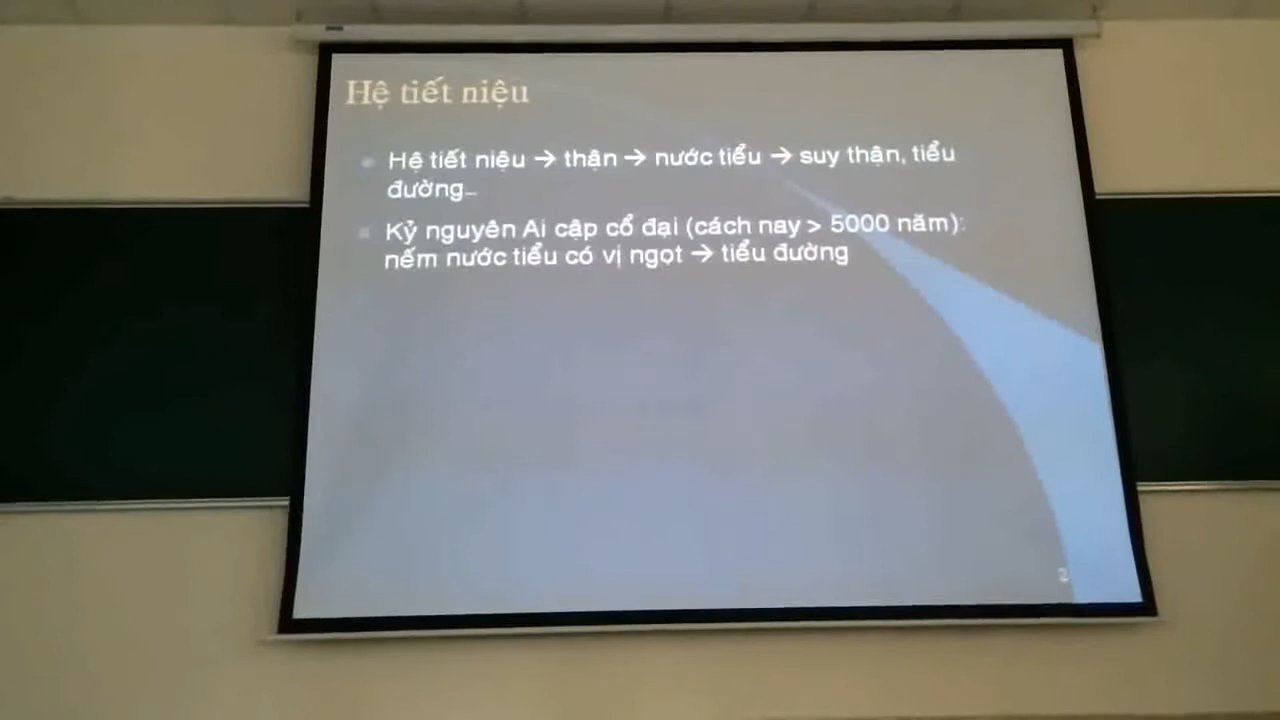 Hệ tiết niệu
Hệ tiết niệu → thận → nước tiểu → suy thận, tiểu
đường...
Kỷ nguyên Ai cập cổ đại (cách nay > 5000 năm):
nếm nước tiểu có vị ngọt → tiểu đường
2